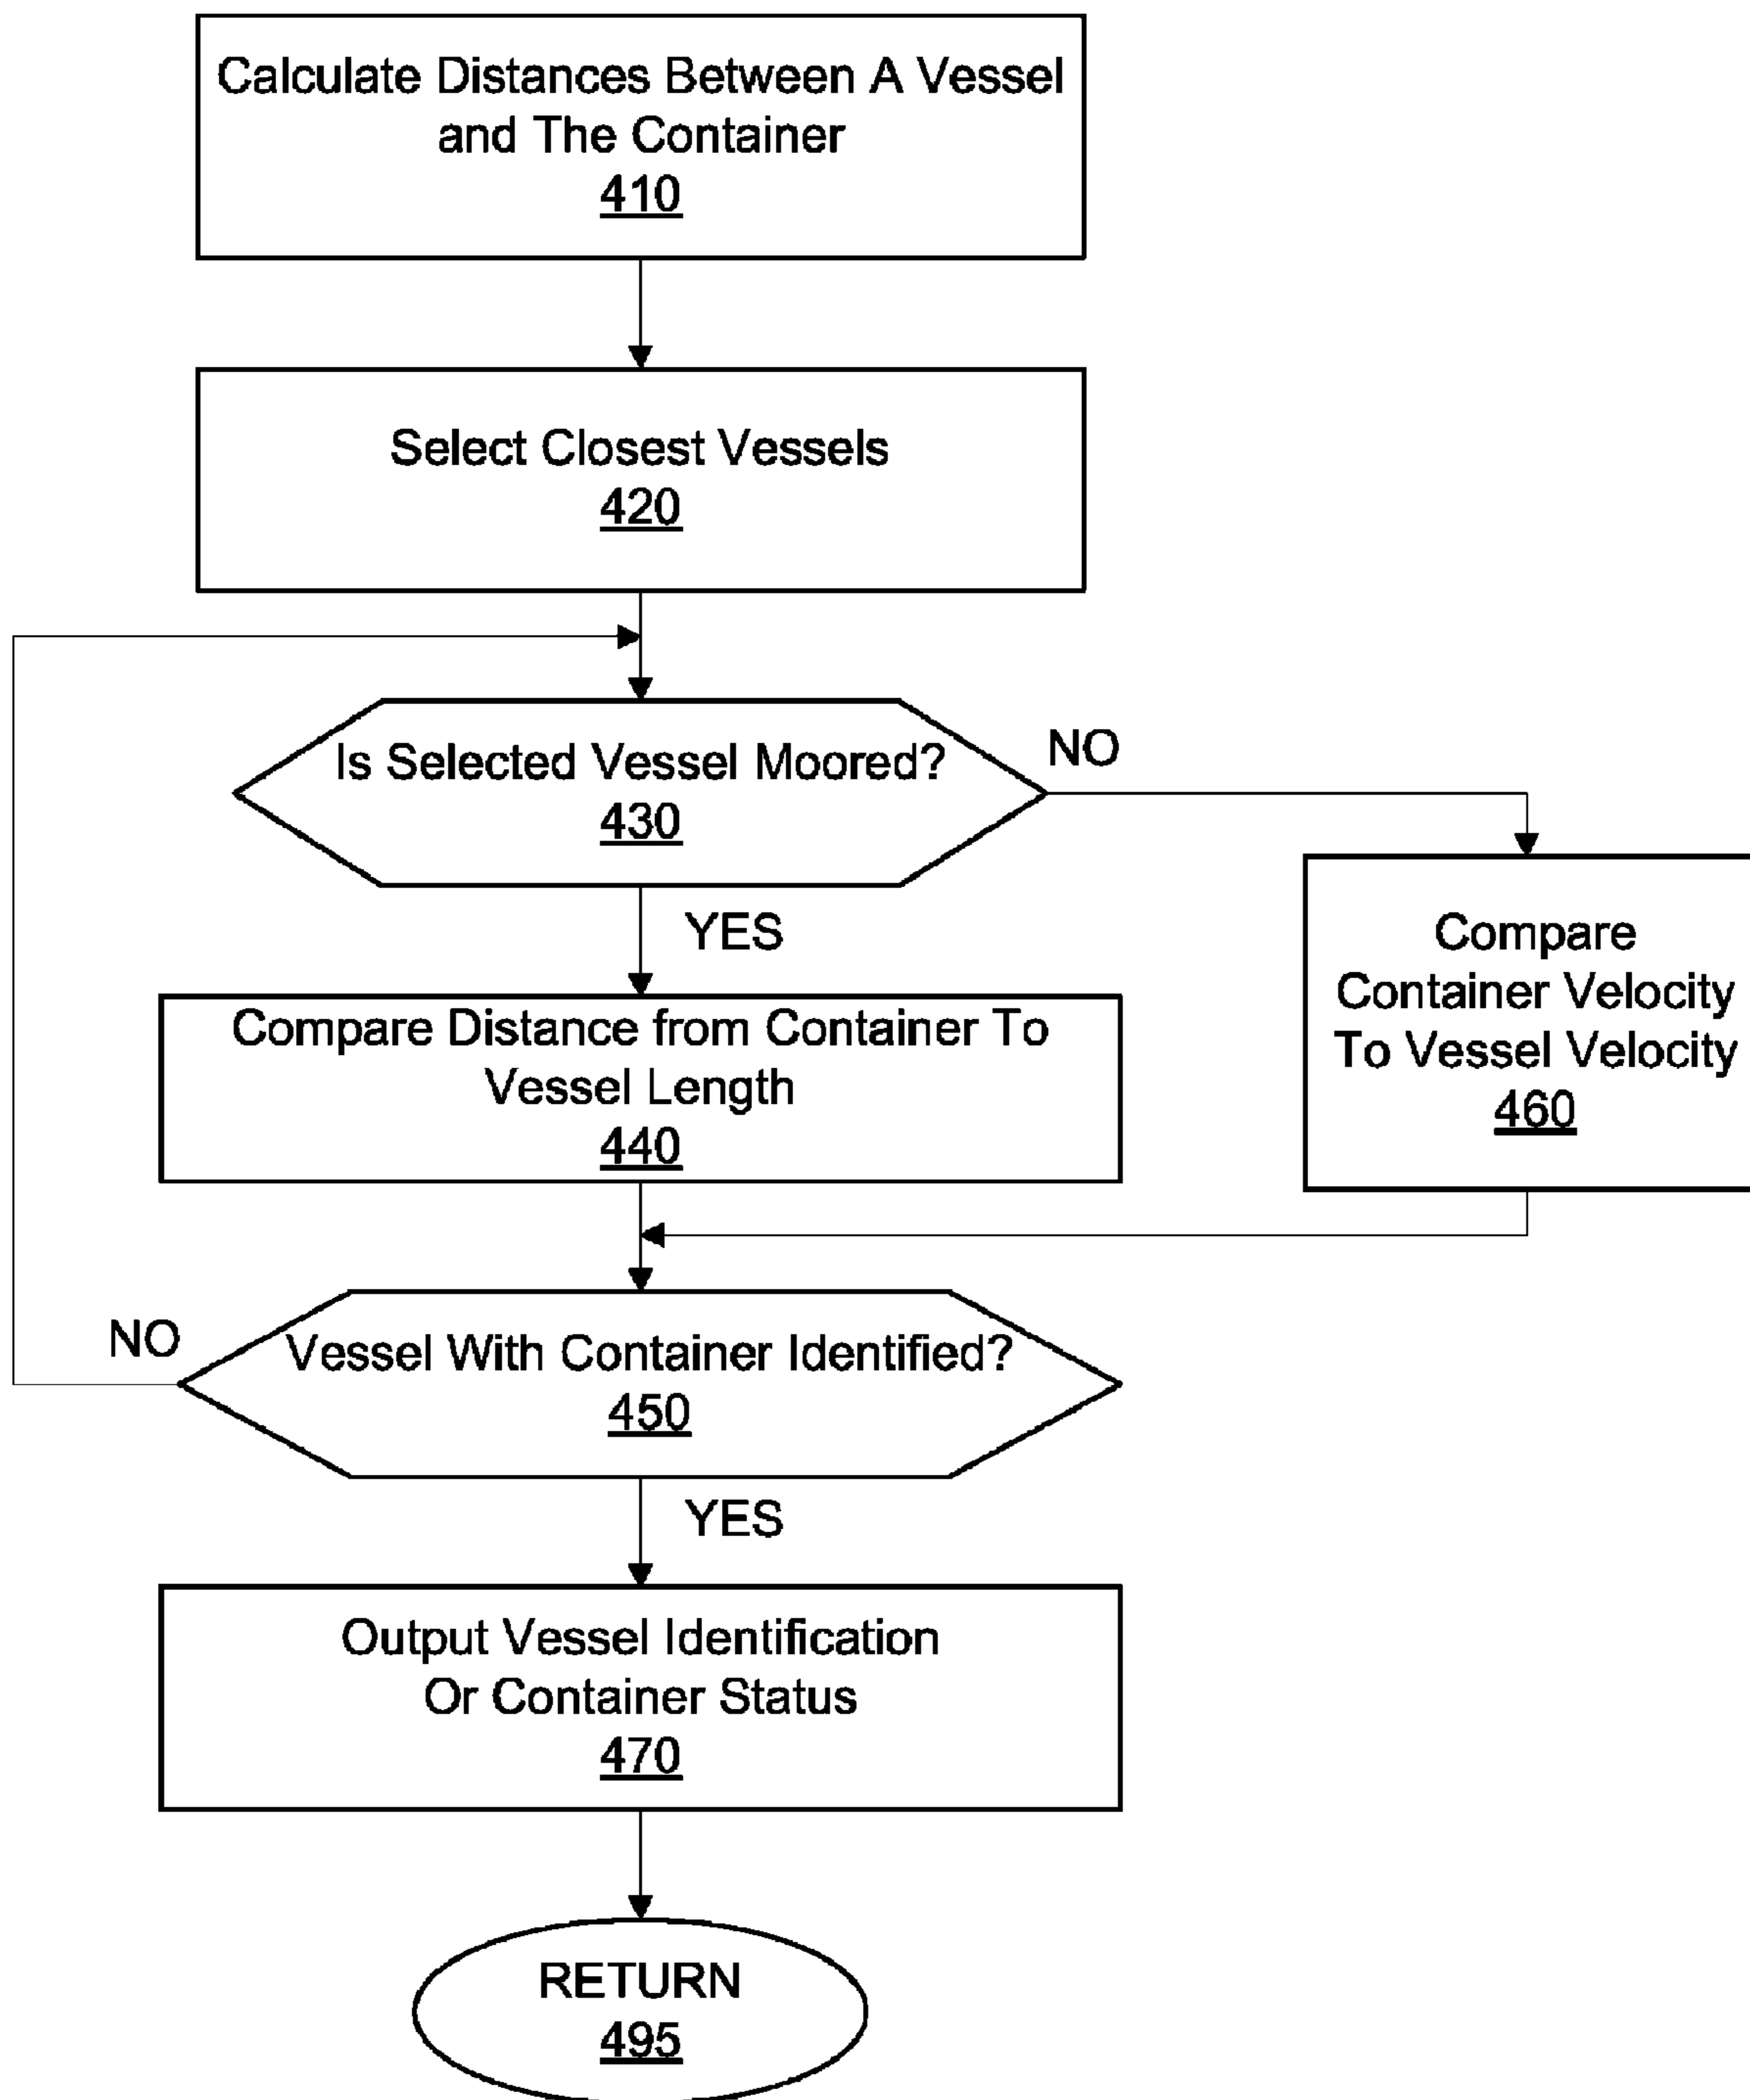 Calculate Distances Between A Vessel
and The Container
410
Select Closest Vessels
420
Is Selected Vessel Moored?
430
NO
YES
Compare
Container Velocity
To Vessel Velocity
460
Compare Distance from Container To
Vessel Length
440
NO
Vessel With Container Identified?
450
YES
Output Vessel Identification
Or Container Status
470
RETURN
495